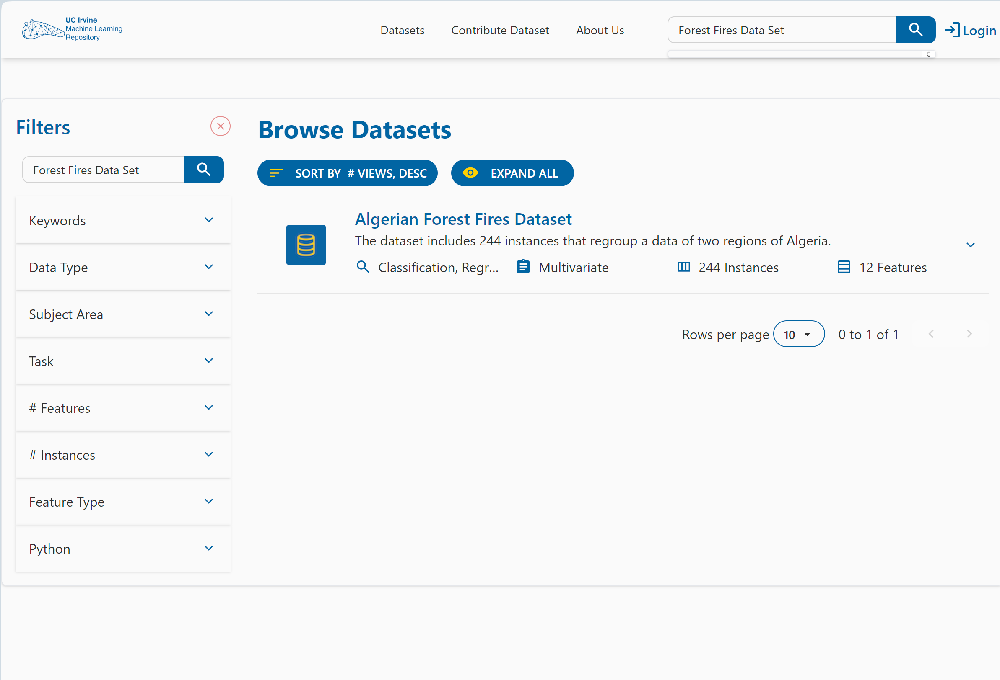 UC Irvine
Machine Learning
Repository
Datasets
Contribute Dataset
About Us
Forest Fires Data Set
Login
Filters
Forest Fires Data Set
Keywords
Data Type
Subject Area
Task
# Features
# Instances
Feature Type
Python
Browse Datasets
SORT BY # VIEWS, DESC
EXPAND ALL
Algerian Forest Fires Dataset
The dataset includes 244 instances that regroup a data of two regions of Algeria.
Classification, Regr...
Multivariate
244 Instances
12 Features
Rows per page
10
0 to 1 of 1